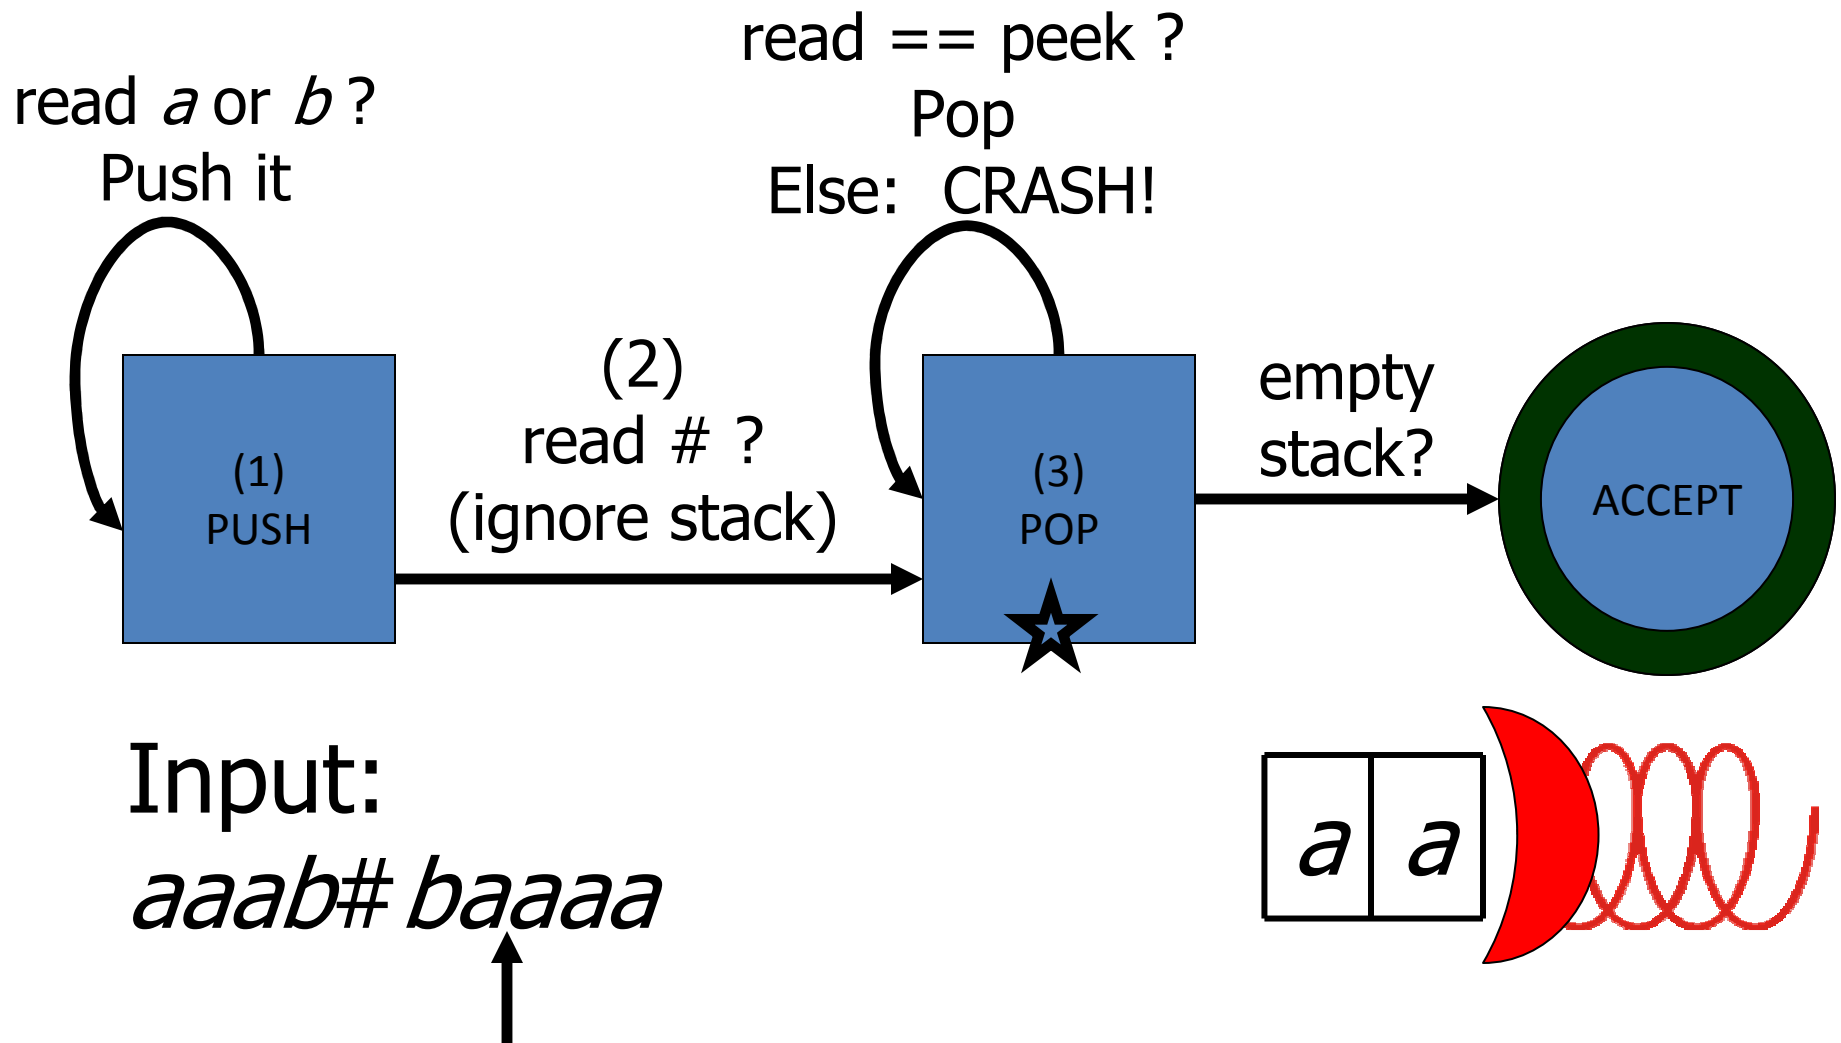 read == peek ?
Pop
Else: CRASH!
read a or b ?
Push it
(1)
PUSH
(2)
read # ?
(ignore stack)
(3)
POP
empty
stack?
ACCEPT
Input:
aaab#baaaa
a a